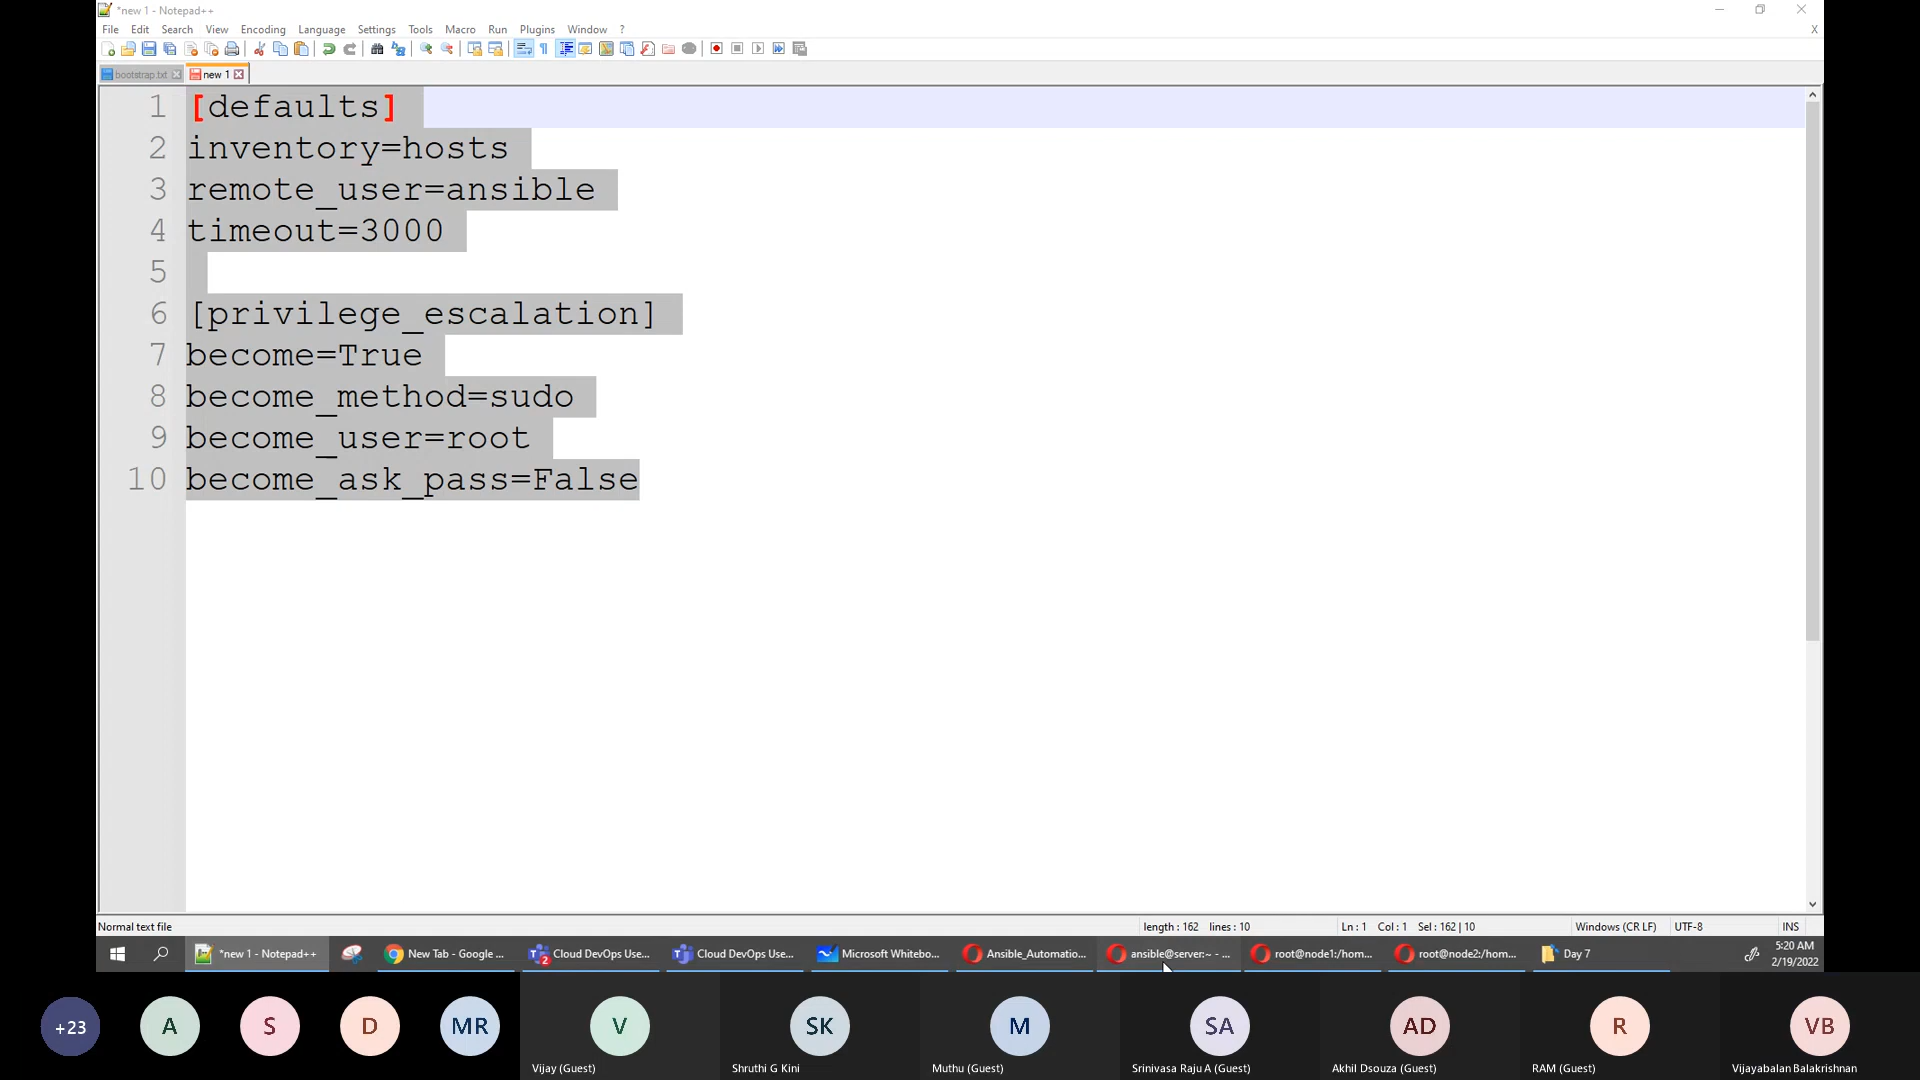 *new 1 - Notepad++
File Edit Search View Encoding Language Settings Tools Macro Run Plugins Window ?
X
bootstrap.txt new 1
1 [defaults]
2 inventory=hosts
3 remote_user=ansible
4 timeout=3000
5
6 [privilege_escalation]
7 become=True
8 become_method=sudo
9 become_user=root
10 become_ask_pass=False
Normal text file length : 162 lines : 10 Ln : 1 Col : 1 Sel : 162 | 10 Windows (CR LF) UTF-8 INS
*new 1 - Notepad++ New Tab - Google ... 2 Cloud DevOps Use... Cloud DevOps Use... Microsoft Whitebo... Ansible_Automatio... ansible@server:~ - ... root@node1:/hom... root@node2:/hom... Day 7 5:20 AM
2/19/2022
+23 A S D MR V SK M SA AD R VB
Vijay (Guest) Shruthi G Kini Muthu (Guest) Srinivasa Raju A (Guest) Akhil Dsouza (Guest) RAM (Guest) Vijayabalan Balakrishnan